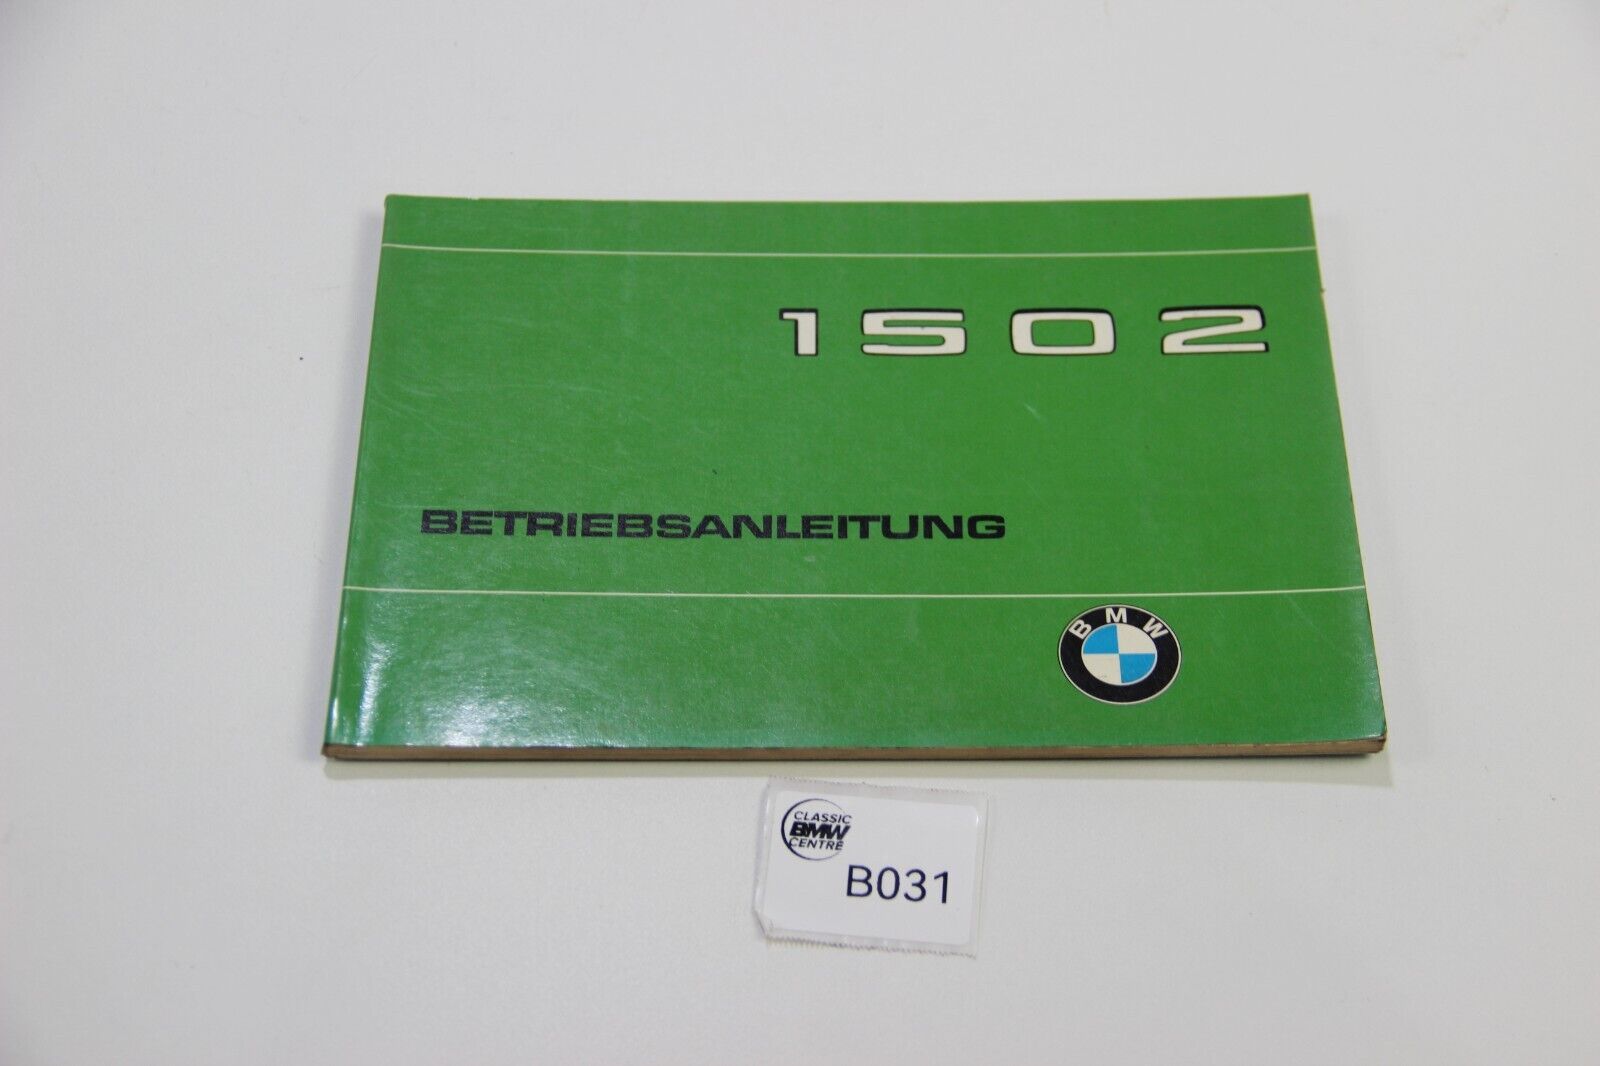 1502
BETRIEBSANLEITUNG
BMW
CLASSIC
BMW
CENTRE
B031